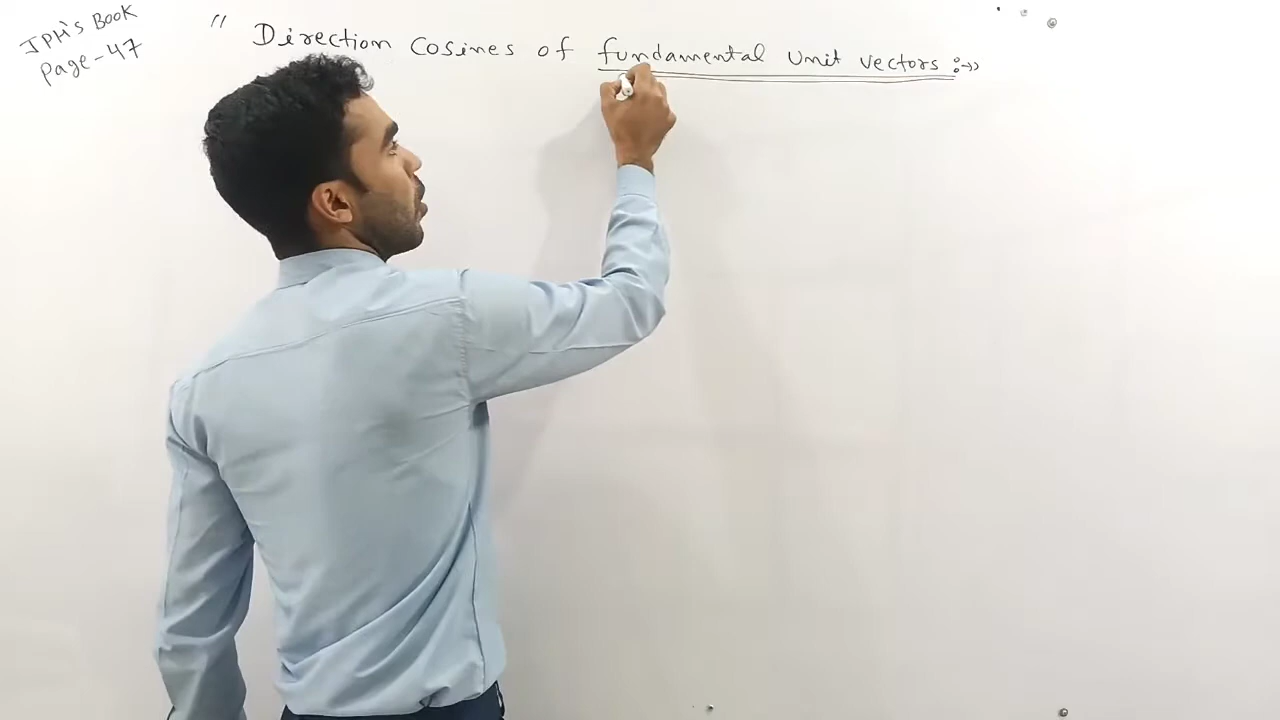 JPH's Book
Page-47
" Direction Cosines of fundamental Unit vectors :->>